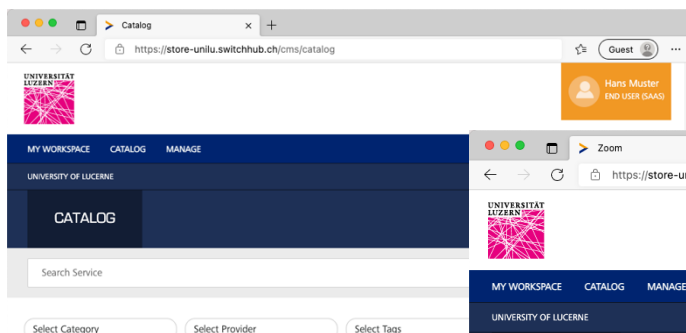 Catalog
https://store-unilu.switchhub.ch/cms/catalog
Guest
UNIVERSITÄT
LUZERN
Hans Muster
END USER (SAAS)
MY WORKSPACE CATALOG MANAGE
UNIVERSITY OF LUCERNE
CATALOG
Search Service
Select Category Select Provider Select Tags
Zoom
https://store-u
UNIVERSITÄT
LUZERN
MY WORKSPACE CATALOG MANAGE
UNIVERSITY OF LUCERNE